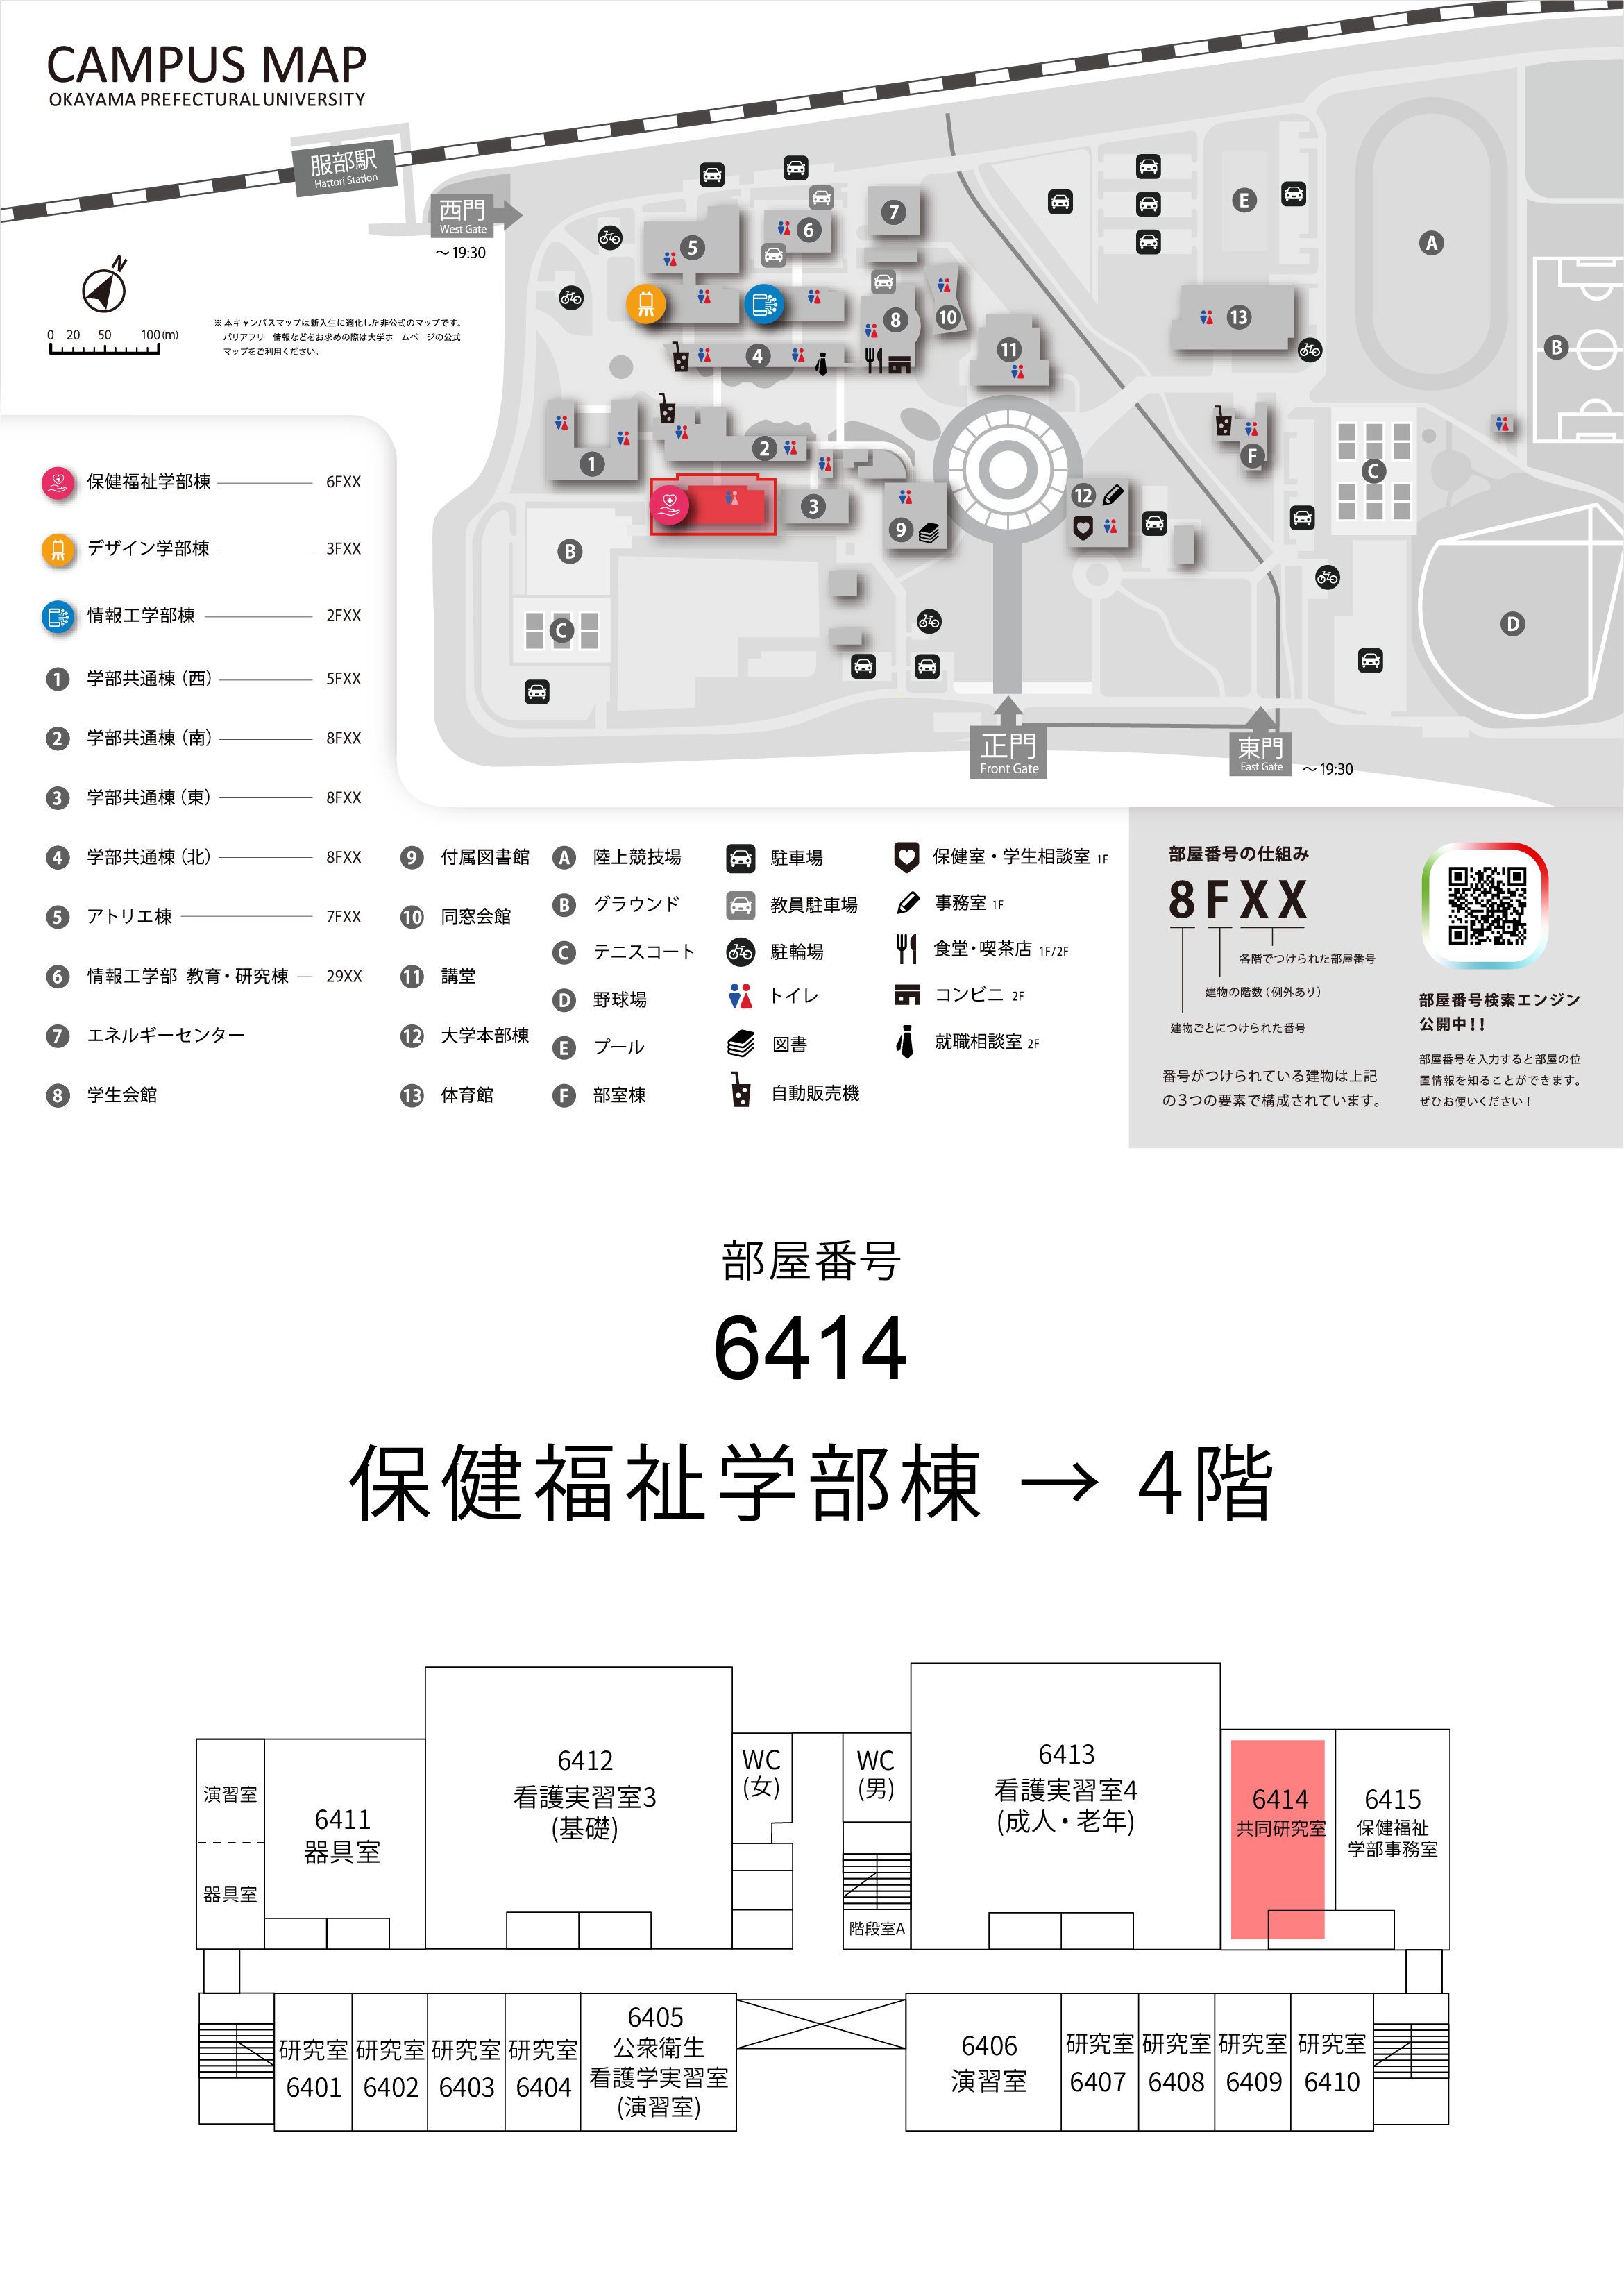 CAMPUS MAP
OKAYAMA PREFECTURAL UNIVERSITY
服部駅
Hattori Station
西門
West Gate
～19:30
N
0 20 50 100(m)
※ 本キャンパスマップは新入生に適化した非公式のマップです。
バリアフリー情報などをお求めの際は大学ホームページの公式
マップをご利用ください。
7
6
5
E
A
8
10
13
11
4
B
2
1
F
C
3
12
9
B
C
D
正門
Front Gate
東門
East Gate
～19:30
保健福祉学部棟 6FXX
デザイン学部棟 3FXX
情報工学部棟 2FXX
1 学部共通棟（西） 5FXX
2 学部共通棟（南） 8FXX
3 学部共通棟（東） 8FXX
4 学部共通棟（北） 8FXX
5 アトリエ棟 7FXX
6 情報工学部 教育・研究棟 29XX
7 エネルギーセンター
8 学生会館
9 付属図書館
10 同窓会館
11 講堂
12 大学本部棟
13 体育館
A 陸上競技場
B グラウンド
C テニスコート
D 野球場
E プール
F 部室棟
駐車場
教員駐車場
駐輪場
トイレ
図書
自動販売機
保健室・学生相談室 1F
事務室 1F
食堂・喫茶店 1F/2F
コンビニ 2F
就職相談室 2F
部屋番号の仕組み
8FXX
各階でつけられた部屋番号
建物の階数（例外あり）
建物ごとにつけられた番号
番号がつけられている建物は上記
の３つの要素で構成されています。
部屋番号検索エンジン
公開中！！
部屋番号を入力すると部屋の位
置情報を知ることができます。
ぜひお使いください！
部屋番号
6414
保健福祉学部棟 → 4階
演習室
器具室
6411
器具室
6412
看護実習室3
(基礎)
WC
(女)
WC
(男)
階段室A
6413
看護実習室4
(成人・老年)
6414
共同研究室
6415
保健福祉
学部事務室
研究室
6401
研究室
6402
研究室
6403
研究室
6404
6405
公衆衛生
看護学実習室
(演習室)
6406
演習室
研究室
6407
研究室
6408
研究室
6409
研究室
6410